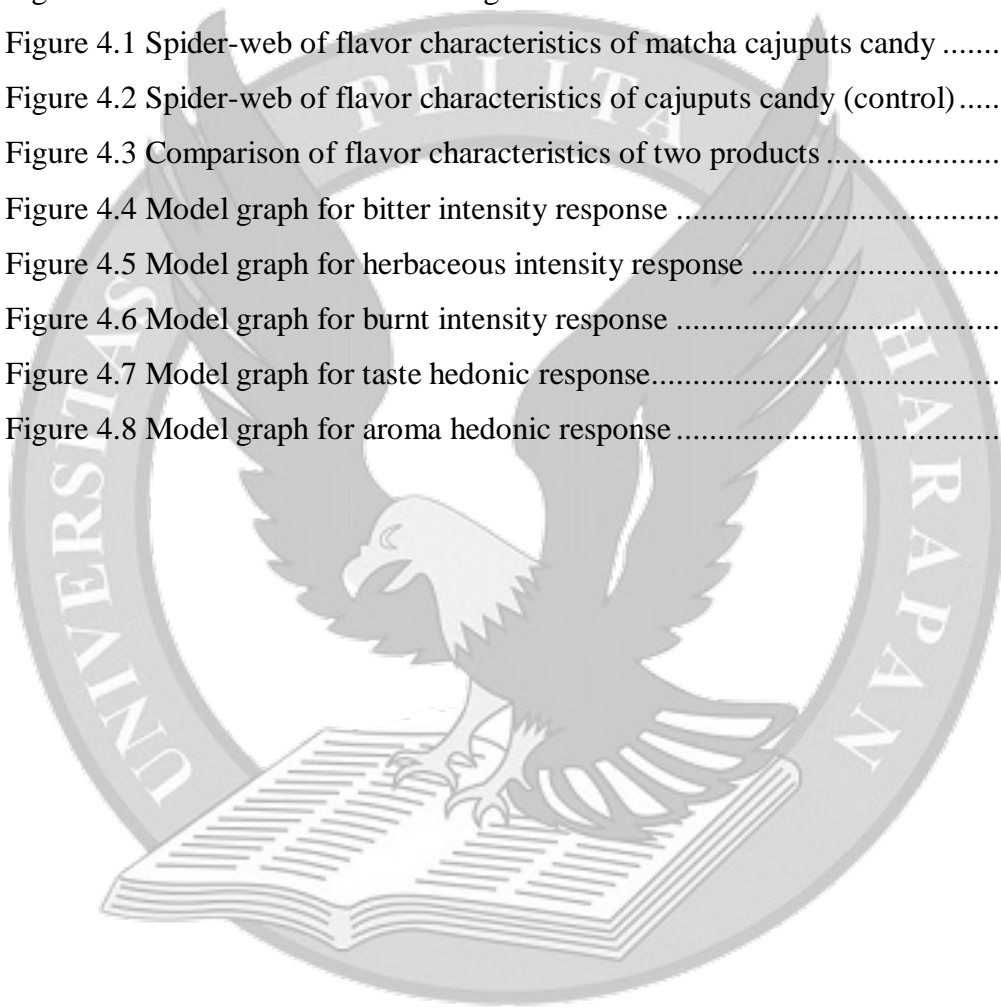 Figure 4.1 Spider-web of flavor characteristics of matcha cajuputs candy .......
Figure 4.2 Spider-web of flavor characteristics of cajuputs candy (control).....
Figure 4.3 Comparison of flavor characteristics of two products .....................
Figure 4.4 Model graph for bitter intensity response .......................................
Figure 4.5 Model graph for herbaceous intensity response ..............................
Figure 4.6 Model graph for burnt intensity response .......................................
Figure 4.7 Model graph for taste hedonic response..........................................
Figure 4.8 Model graph for aroma hedonic response .......................................
UNIVERSITAS PELITA HARAPAN